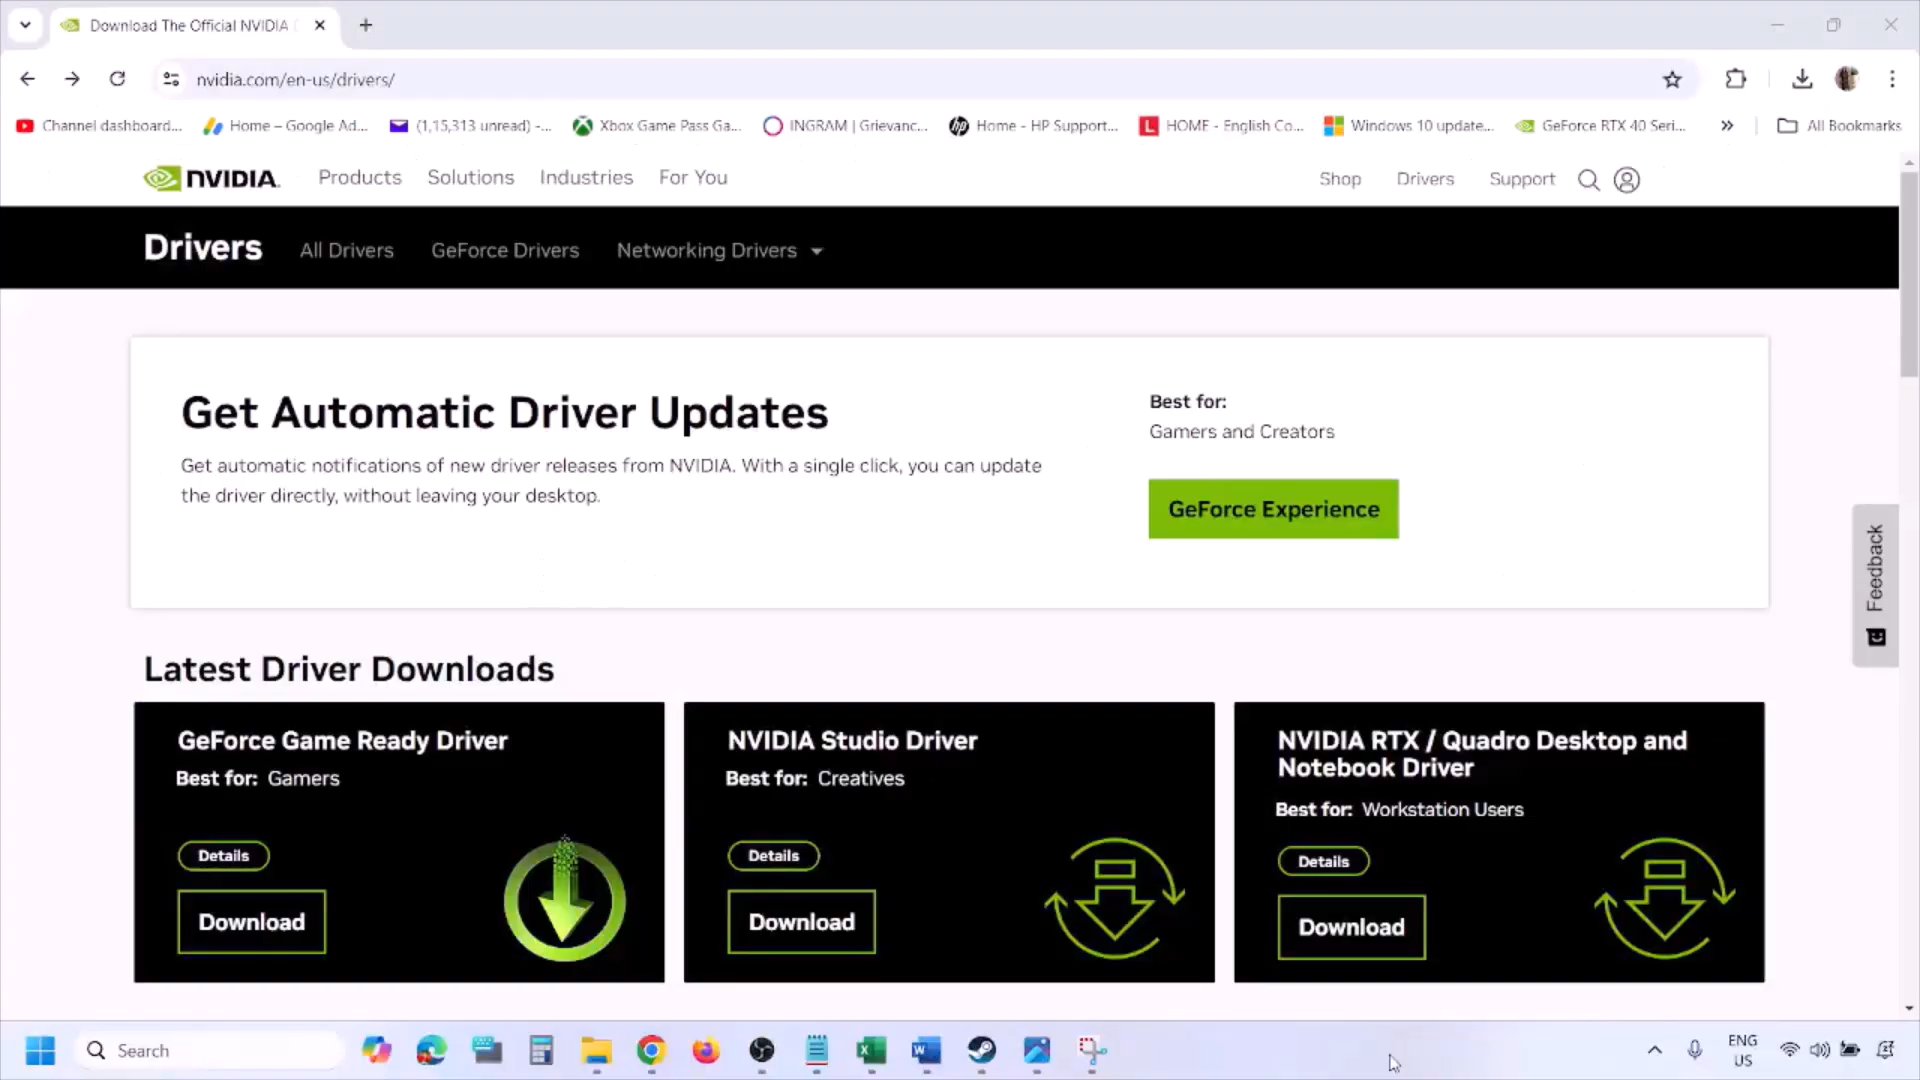 Download The Official NVIDIA
nvidia.com/en-us/drivers/
Channel dashboard...
Home – Google Ad...
(1,15,313 unread) -...
Xbox Game Pass Ga...
INGRAM | Grievanc...
Home - HP Support...
HOME - English Co...
Windows 10 update...
GeForce RTX 40 Seri...
All Bookmarks
NVIDIA.
Products
Solutions
Industries
For You
Shop
Drivers
Support
Drivers
All Drivers
GeForce Drivers
Networking Drivers
Get Automatic Driver Updates
Get automatic notifications of new driver releases from NVIDIA. With a single click, you can update
the driver directly, without leaving your desktop.
Best for:
Gamers and Creators
GeForce Experience
Feedback
Latest Driver Downloads
GeForce Game Ready Driver
Best for: Gamers
Details
Download
NVIDIA Studio Driver
Best for: Creatives
Details
Download
NVIDIA RTX / Quadro Desktop and
Notebook Driver
Best for: Workstation Users
Details
Download
Search
ENG
US